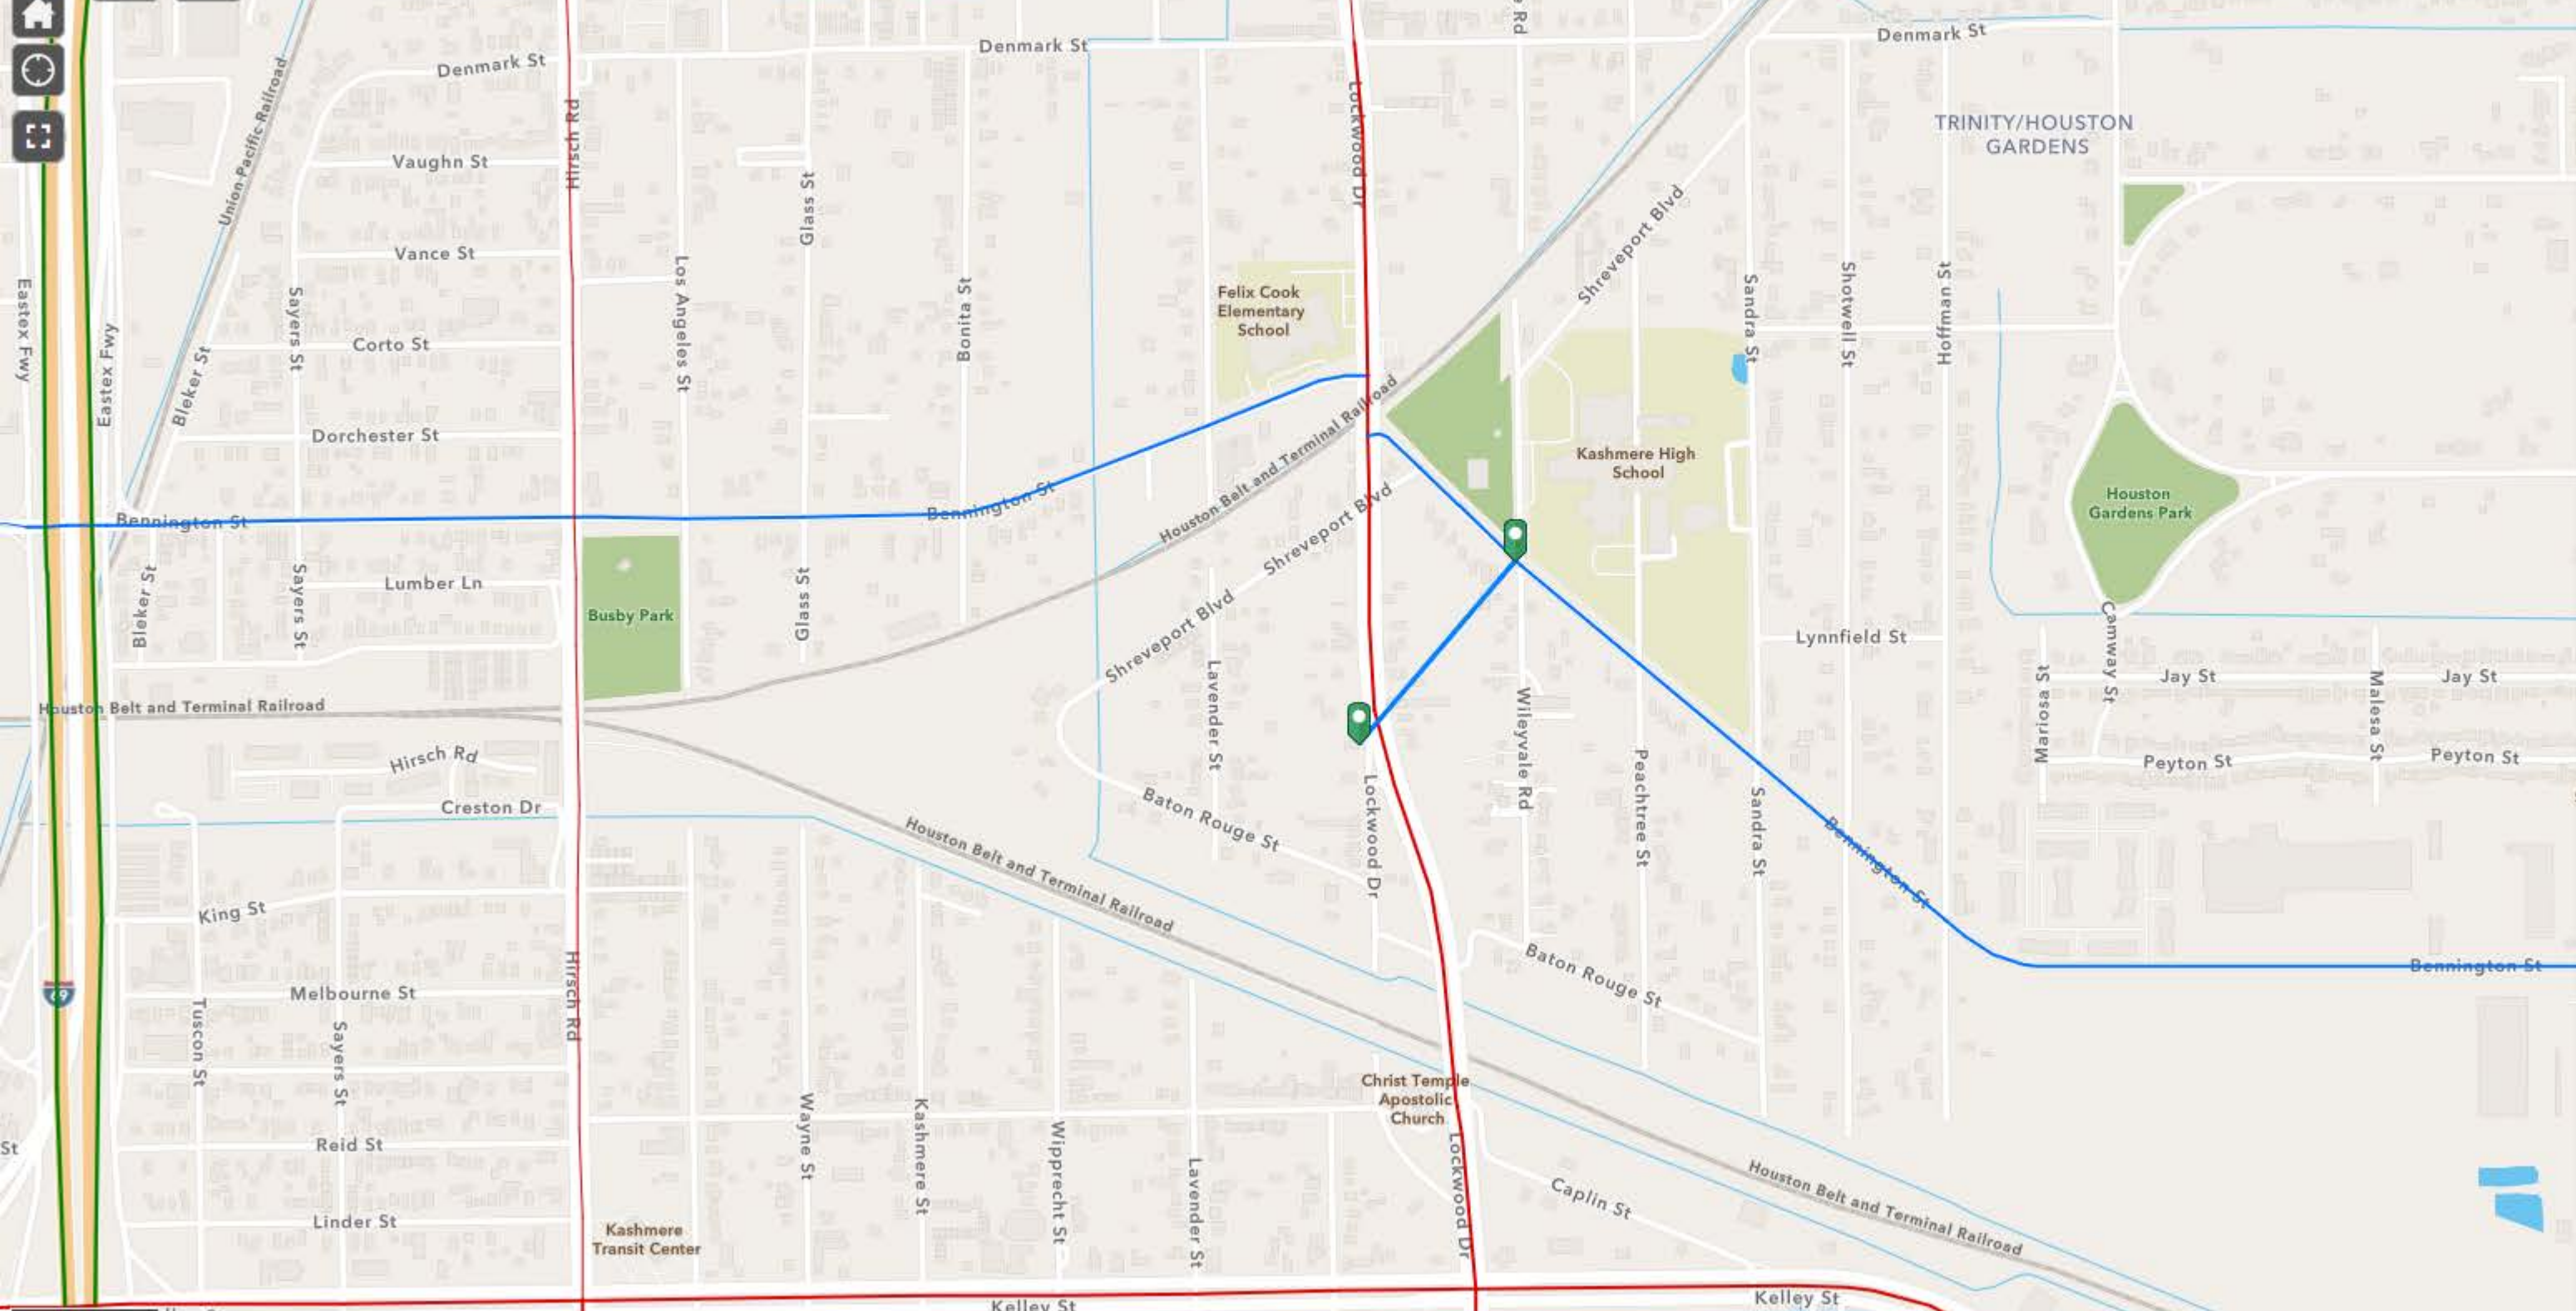 Denmark St
Denmark St
Denmark St
e Rd
Union Pacific Railroad
Hirsch Rd
Lockwood Dr
TRINITY/HOUSTON
GARDENS
Vaughn St
Glass St
Shreveport Blvd
Vance St
Eastex Fwy
Eastex Fwy
Sayers St
Los Angeles St
Bonita St
Felix Cook
Elementary
School
Sandra St
Shotwell St
Hoffman St
Bleker St
Corto St
Dorchester St
Houston Belt and Terminal Railroad
Kashmere High
School
Houston
Gardens Park
Bennington St
Bennington St
Shreveport Blvd
Bleker St
Sayers St
Lumber Ln
Busby Park
Glass St
Shreveport Blvd
Lynnfield St
Camway St
Houston Belt and Terminal Railroad
Lavender St
Wileyvale Rd
Mariosa St
Jay St
Malesa St
Jay St
Hirsch Rd
Peyton St
Peyton St
Creston Dr
Baton Rouge St
Lockwood Dr
Peachtree St
Sandra St
Bennington St
Houston Belt and Terminal Railroad
King St
Hirsch Rd
Baton Rouge St
Bennington St
69
Melbourne St
Tuscon St
Sayers St
Christ Temple
Apostolic
Church
Wayne St
Kashmere St
Wipprecht St
Lavender St
Lockwood Dr
St
Reid St
Caplin St
Houston Belt and Terminal Railroad
Linder St
Kashmere
Transit Center
Kelley St
Kelley St